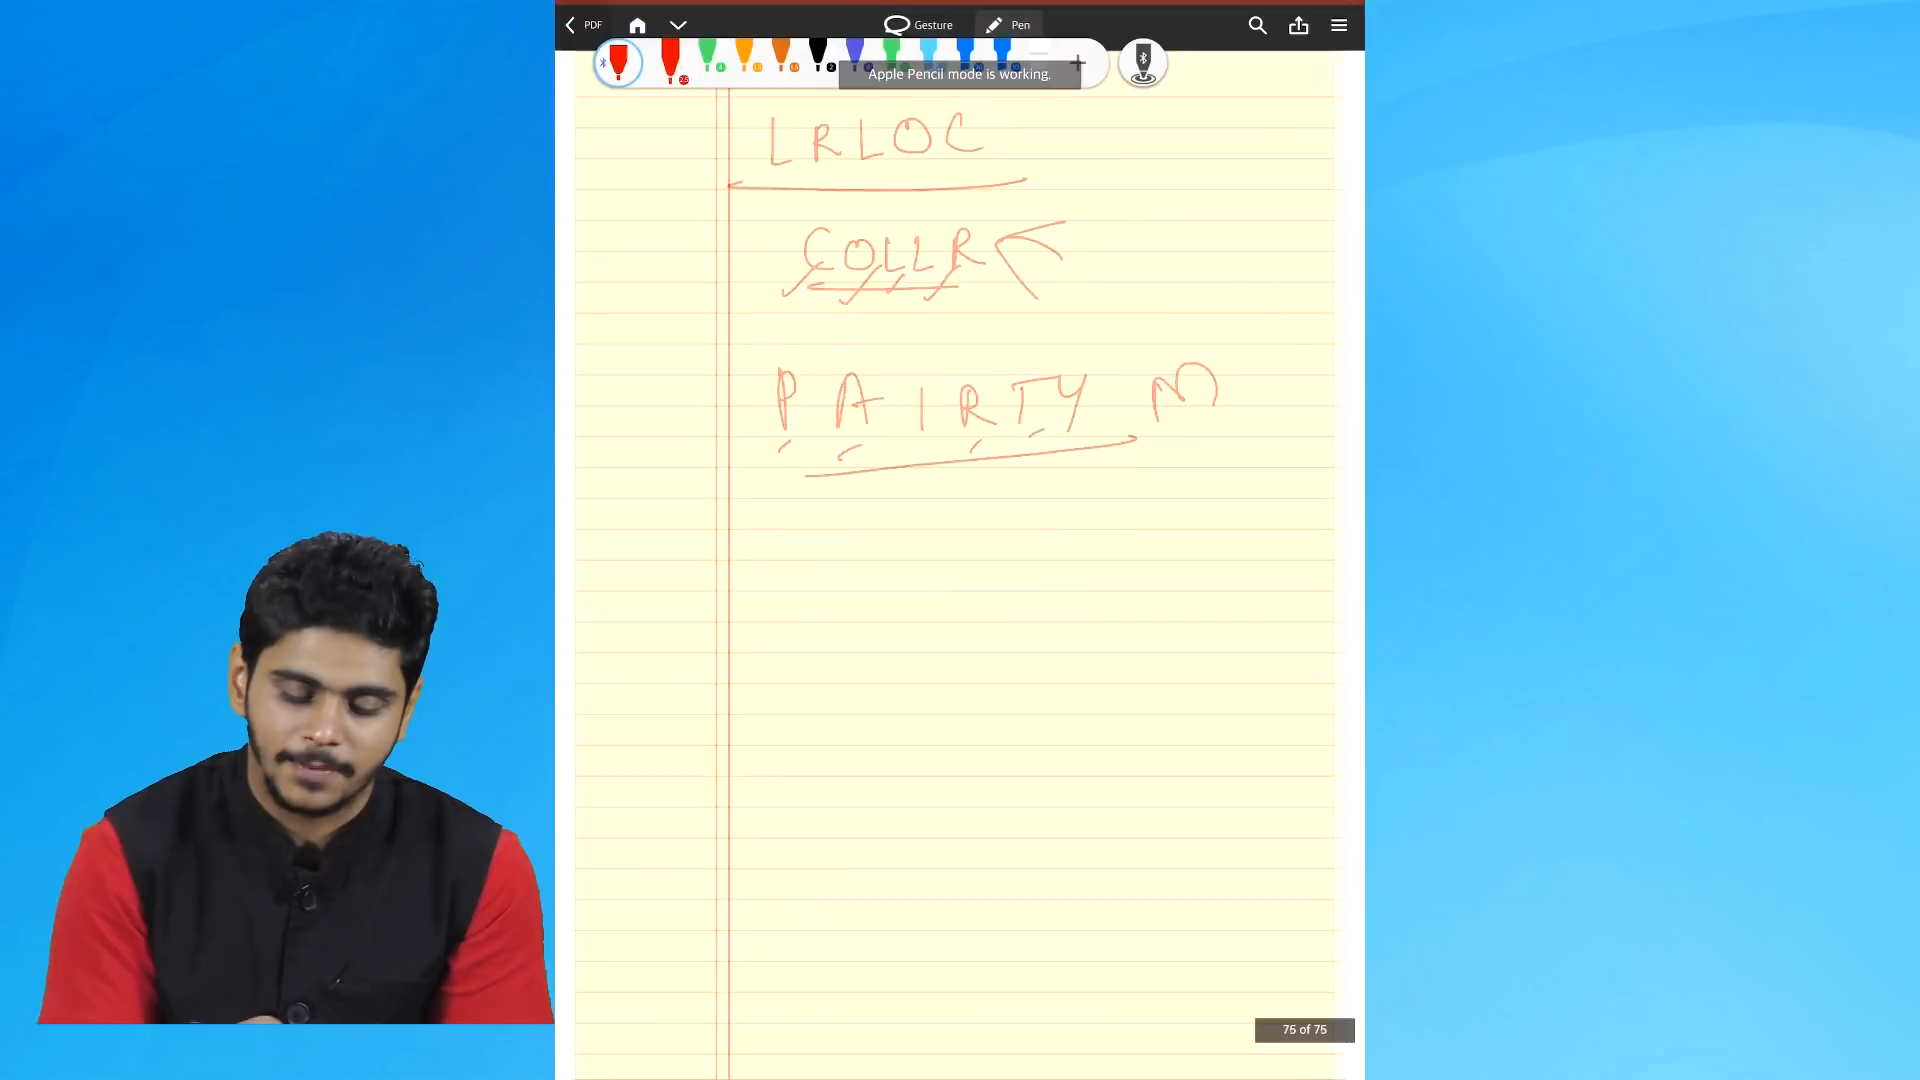 PDF Gesture Pen
Apple Pencil mode is working.
LRLOC
COLLR
PAIRTY M
75 of 75